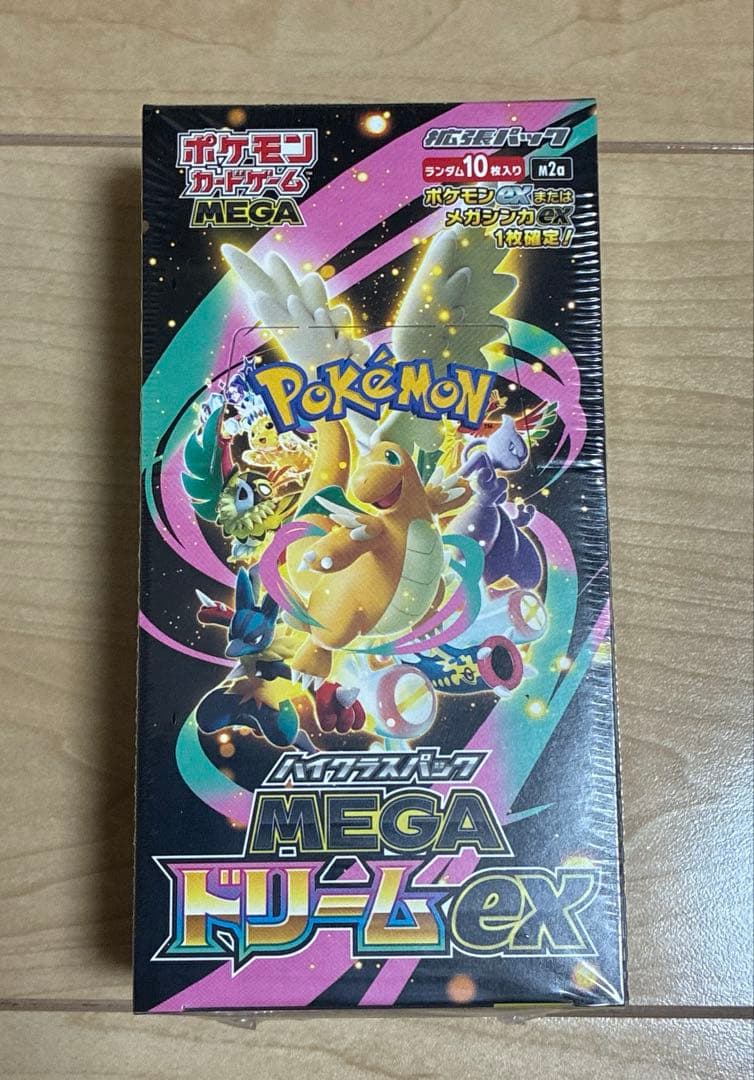 ポケモン
カードゲーム
MEGA
拡張パック
ランダム10枚入り M2a
ポケモンexまたは
メガシンカex
1枚確定!
POKéMON
ハイクラスパック
MEGA
ドリームex